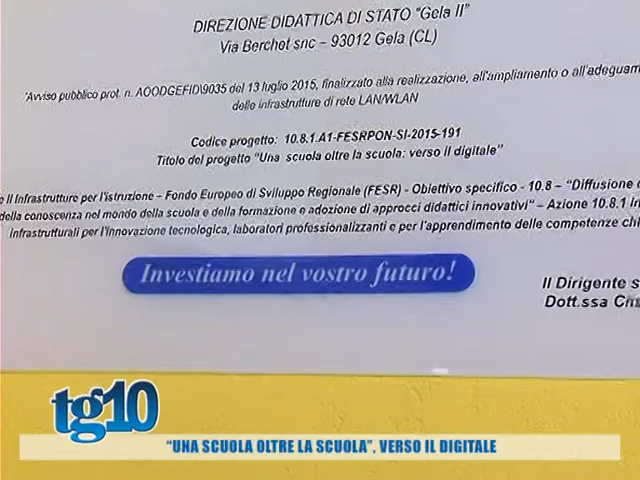 DIREZIONE DIDATTICA DI STATO "Gela II"
Via Berchet snc – 93012 Gela (CL)
"Avviso pubblico prot. n. AOODGEFID\9035 del 13 luglio 2015, finalizzato alla realizzazione, all'ampliamento o all'adeguam
delle infrastrutture di rete LAN/WLAN
Codice progetto: 10.8.1.A1-FESRPON-SI-2015-191
Titolo del progetto "Una scuola oltre la scuola: verso il digitale"
e II Infrastrutture per l'istruzione – Fondo Europeo di Sviluppo Regionale (FESR) - Obiettivo specifico - 10.8 – "Diffusione d
della conoscenza nel mondo della scuola e della formazione e adozione di approcci didattici innovativi" – Azione 10.8.1 In
infrastrutturali per l'innovazione tecnologica, laboratori professionalizzanti e per l'apprendimento delle competenze chi
Investiamo nel vostro futuro!
Il Dirigente s
Dott.ssa
tg10
"UNA SCUOLA OLTRE LA SCUOLA", VERSO IL DIGITALE